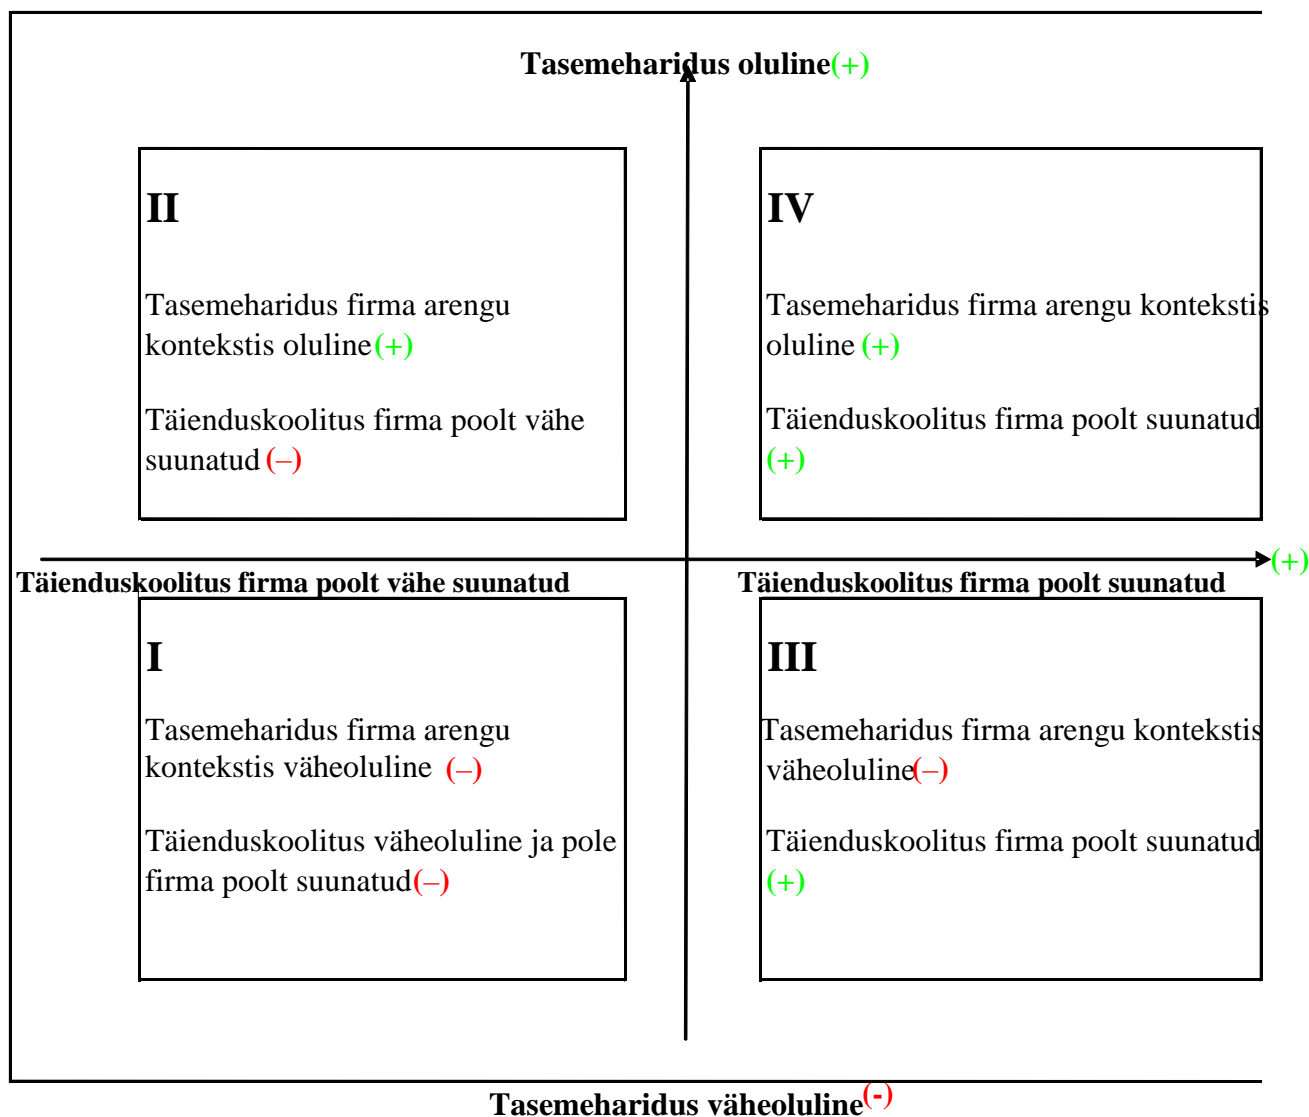 Tasemeharidus oluline(+)
II
Tasemeharidus firma arengu
kontekstis oluline(+)
Täienduskoolitus firma poolt vähe
suunatud (–)
IV
Tasemeharidus firma arengu kontekstis
oluline (+)
Täienduskoolitus firma poolt suunatud
(+)
(+)
Täienduskoolitus firma poolt vähe suunatud
Täienduskoolitus firma poolt suunatud
I
Tasemeharidus firma arengu
kontekstis väheoluline (–)
Täienduskoolitus väheoluline ja pole
firma poolt suunatud(–)
III
Tasemeharidus firma arengu kontekstis
väheoluline(–)
Täienduskoolitus firma poolt suunatud
(+)
Tasemeharidus väheoluline(-)